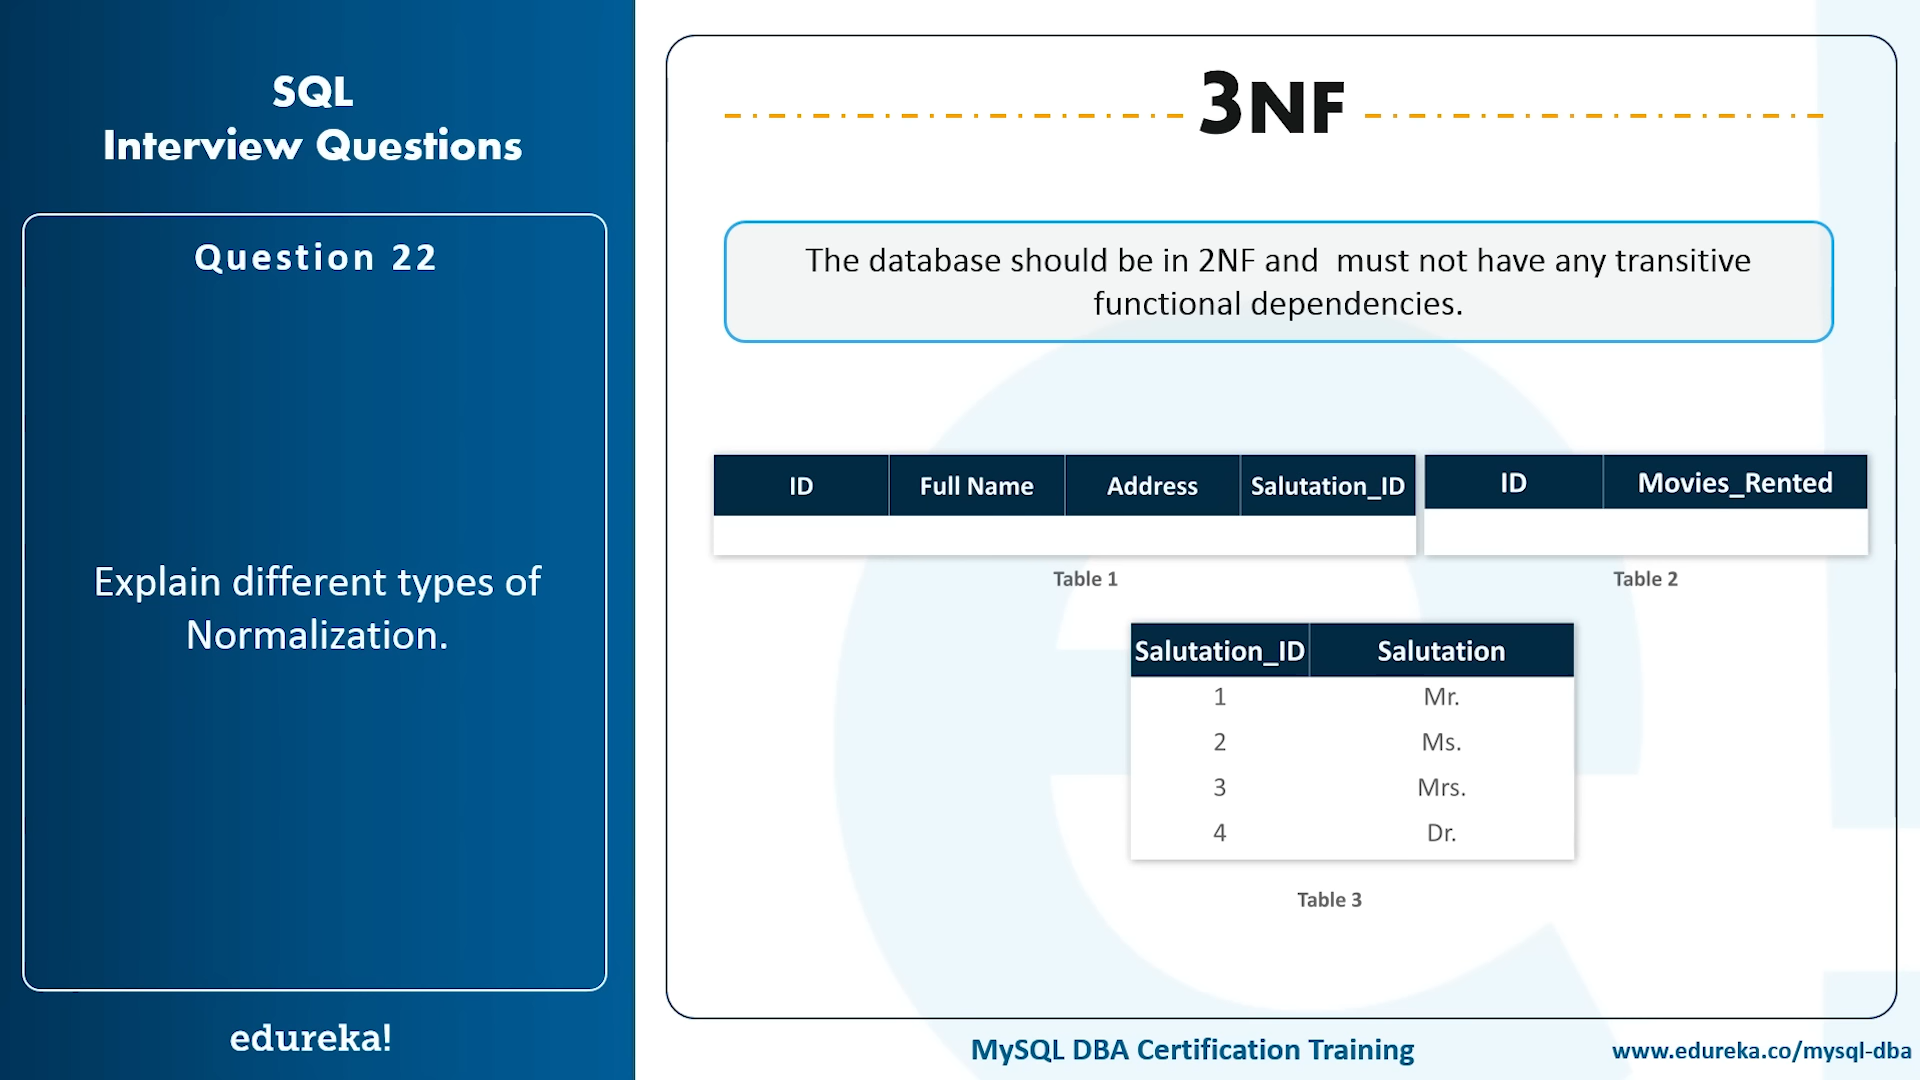 SQL
Interview Questions
Question 22
Explain different types of
Normalization.
edureka!
3NF
The database should be in 2NF and  must not have any transitive
functional dependencies.
ID Full Name Address Salutation_ID
Table 1
ID Movies_Rented
Table 2
Salutation_ID Salutation
1 Mr.
2 Ms.
3 Mrs.
4 Dr.
Table 3
MySQL DBA Certification Training
www.edureka.co/mysql-dba